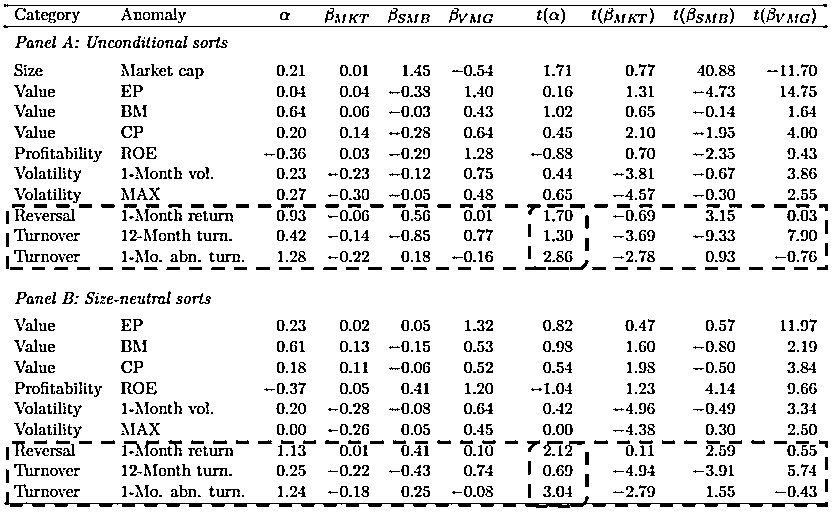 Category Anomaly α β_MKT β_SMB β_VMG t(α) t(β_MKT) t(β_SMB) t(β_VMG)
Panel A: Unconditional sorts
Size Market cap 0.21 0.01 1.45 −0.54 1.71 0.77 40.88 −11.70
Value EP 0.04 0.04 −0.38 1.40 0.16 1.31 −4.73 14.75
Value BM 0.64 0.06 −0.03 0.43 1.02 0.65 −0.14 1.64
Value CP 0.20 0.14 −0.28 0.64 0.45 2.10 −1.95 4.00
Profitability ROE −0.36 0.03 −0.29 1.28 −0.88 0.70 −2.35 9.43
Volatility 1-Month vol. 0.23 −0.23 −0.12 0.75 0.44 −3.81 −0.67 3.86
Volatility MAX 0.27 −0.30 −0.05 0.48 0.65 −4.57 −0.30 2.55
Reversal 1-Month return 0.93 −0.06 0.56 0.01 1.70 −0.69 3.15 0.03
Turnover 12-Month turn. 0.42 −0.14 −0.85 0.77 1.30 −3.69 −9.33 7.90
Turnover 1-Mo. abn. turn. 1.28 −0.22 0.18 −0.16 2.86 −2.78 0.93 −0.76
Panel B: Size-neutral sorts
Value EP 0.23 0.02 0.05 1.32 0.82 0.47 0.57 11.97
Value BM 0.61 0.13 −0.15 0.53 0.98 1.60 −0.80 2.19
Value CP 0.18 0.11 −0.06 0.52 0.54 1.98 −0.50 3.84
Profitability ROE −0.37 0.05 0.41 1.20 −1.04 1.23 4.14 9.66
Volatility 1-Month vol. 0.20 −0.28 −0.08 0.64 0.42 −4.96 −0.49 3.34
Volatility MAX 0.00 −0.26 0.05 0.45 0.00 −4.38 0.30 2.50
Reversal 1-Month return 1.13 0.01 0.41 0.10 2.12 0.11 2.59 0.55
Turnover 12-Month turn. 0.25 −0.22 −0.43 0.74 0.69 −4.94 −3.91 5.74
Turnover 1-Mo. abn. turn. 1.24 −0.18 0.25 −0.08 3.04 −2.79 1.55 −0.43